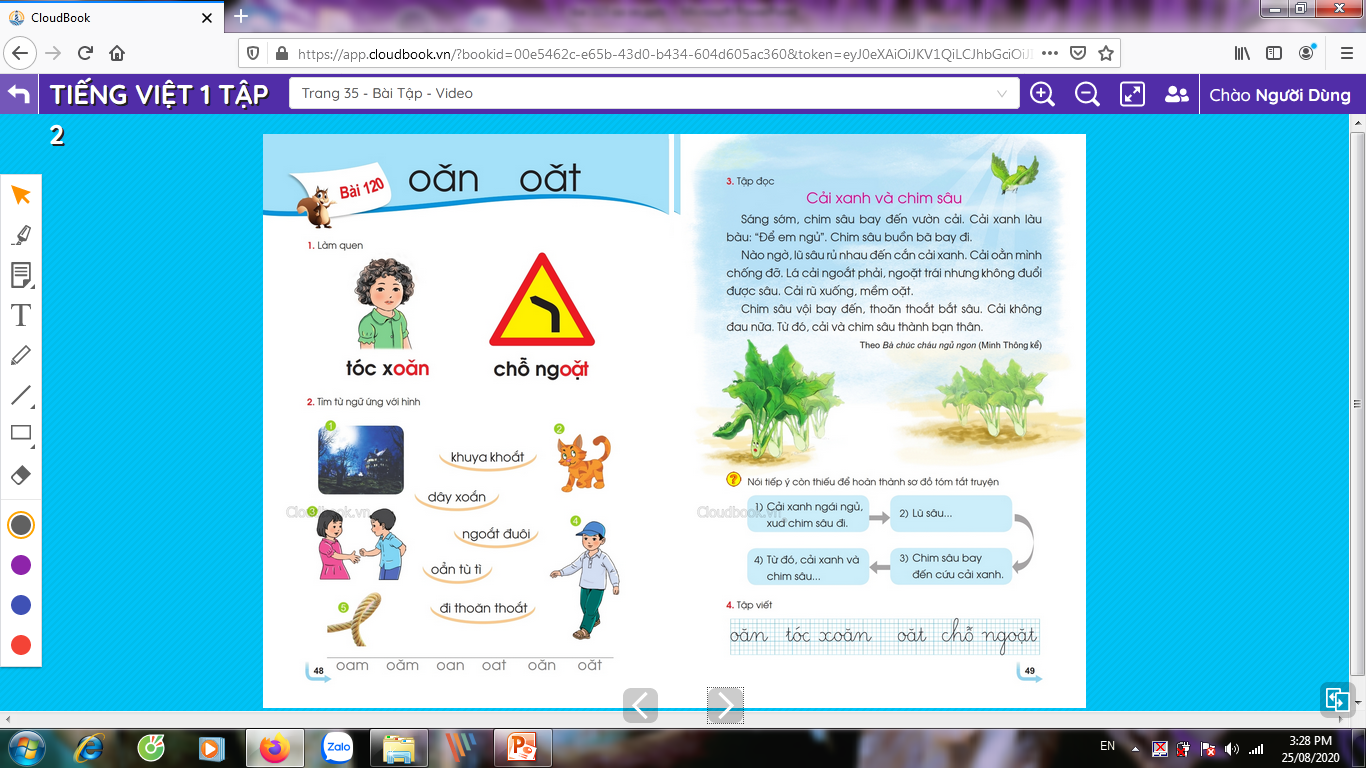 CloudBook
https://app.cloudbook.vn/?bookid=00e5462c-e65b-43d0-b434-604d605ac360&token=eyJ0eXAiOiJKV1QiLCJhbGciOiJ
TIẾNG VIỆT 1 TẬP 2
Trang 35 - Bài Tập - Video
Chào Người Dùng
Bài 120
oăn oăt
1. Làm quen
tóc xoăn
chỗ ngoặt
2. Tìm từ ngữ ứng với hình
1
2
khuya khoắt
dây xoắn
CloudBook.vn
3
ngoắt đuôi
4
oẳn tù tì
5
đi thoăn thoắt
oam oăm oan oat oăn oăt
48
3. Tập đọc
Cải xanh và chim sâu
Sáng sớm, chim sâu bay đến vườn cải. Cải xanh làu
bàu: "Để em ngủ". Chim sâu buồn bã bay đi.
Nào ngờ, lũ sâu rủ nhau đến cắn cải xanh. Cải oằn mình
chống đỡ. Lá cải ngoắt phải, ngoặt trái nhưng không đuổi
được sâu. Cải rũ xuống, mềm oặt.
Chim sâu vội bay đến, thoăn thoắt bắt sâu. Cải không
đau nữa. Từ đó, cải và chim sâu thành bạn thân.
Theo Bà chúc cháu ngủ ngon (Minh Thông kể)
? Nói tiếp ý còn thiếu để hoàn thành sơ đồ tóm tắt truyện
Cloudbook.vn
1) Cải xanh ngái ngủ,
xua chim sâu đi.
2) Lũ sâu...
3) Chim sâu bay
đến cứu cải xanh.
4) Từ đó, cải xanh và
chim sâu...
4. Tập viết
oăn tóc xoăn oăt chỗ ngoặt
49
Zalo
EN
3:28 PM
25/08/2020